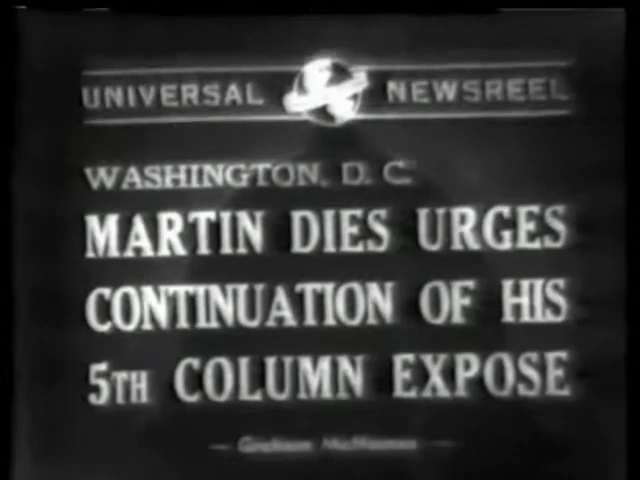 UNIVERSAL NEWSREEL
WASHINGTON, D. C.
MARTIN DIES URGES
CONTINUATION OF HIS
5TH COLUMN EXPOSE